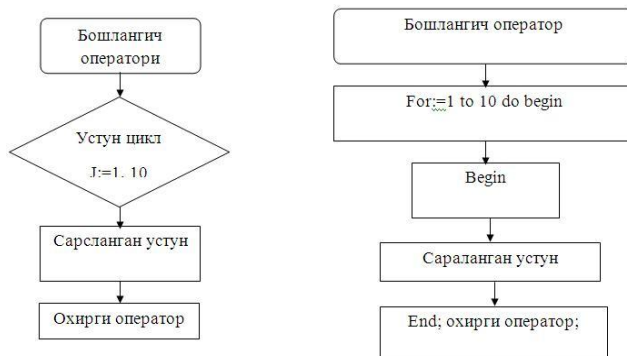 Бошлангич
оператори
Устун цикл
J:=1. 10
Сарсланган устун
Охирги оператор
Бошлангич оператор
For:=1 to 10 do begin
Begin
Сараланган устун
End; охирги оператор;